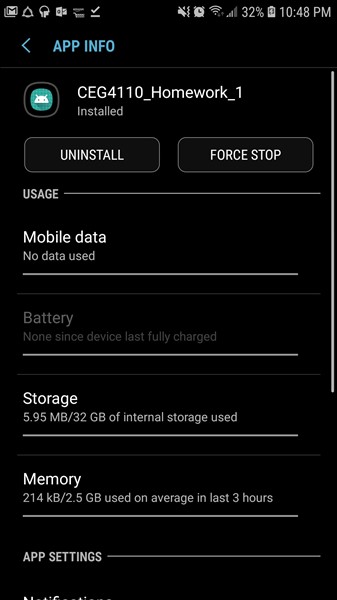 32% 10:48 PM
APP INFO
CEG4110_Homework_1
Installed
UNINSTALL FORCE STOP
USAGE
Mobile data
No data used
Battery
None since device last fully charged
Storage
5.95 MB/32 GB of internal storage used
Memory
214 kB/2.5 GB used on average in last 3 hours
APP SETTINGS
Notifications